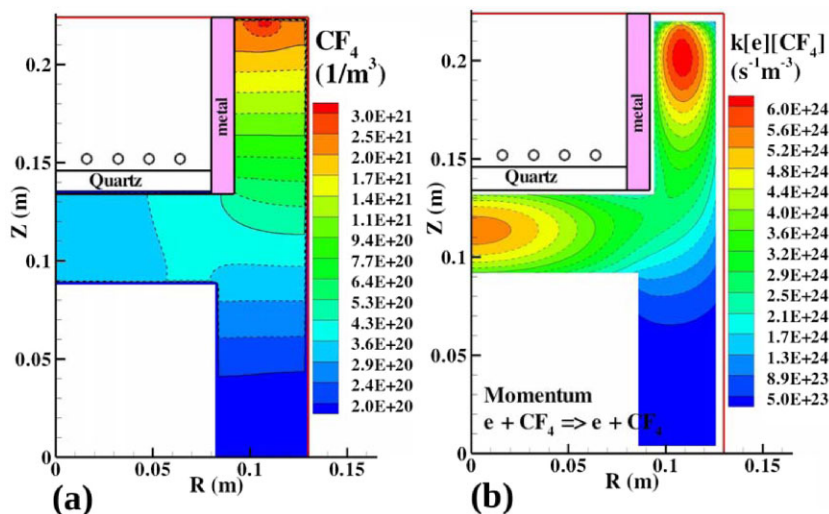 CF4
(1/m3)
3.0E+21
2.5E+21
2.0E+21
1.7E+21
1.4E+21
1.1E+21
9.4E+20
7.7E+20
6.4E+20
5.3E+20
4.3E+20
3.6E+20
2.9E+20
2.4E+20
2.0E+20
metal
Quartz
Z (m)
0.2
0.15
0.1
0.05
0
0 0.05 0.1 0.15
R (m)
(a)
k[e][CF4]
(s-1m-3)
6.0E+24
5.6E+24
5.2E+24
4.8E+24
4.4E+24
4.0E+24
3.6E+24
3.2E+24
2.9E+24
2.5E+24
2.1E+24
1.7E+24
1.3E+24
8.9E+23
5.0E+23
metal
Quartz
Z (m)
0.2
0.15
0.1
0.05
0
Momentum
e + CF4 => e + CF4
0 0.05 0.1 0.15
R (m)
(b)